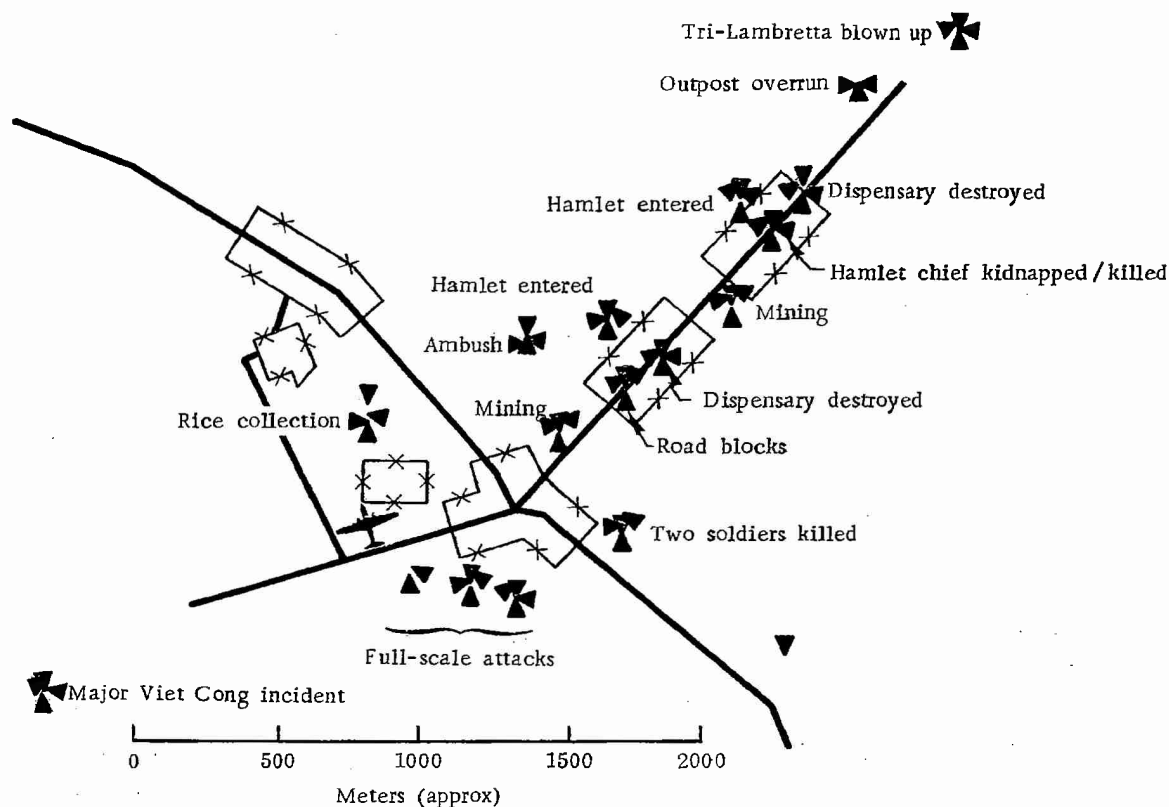 Tri-Lambretta blown up
Outpost overrun
Hamlet entered
Dispensary destroyed
Hamlet chief kidnapped/killed
Hamlet entered
Mining
Ambush
Rice collection
Mining
Dispensary destroyed
Road blocks
Two soldiers killed
Full-scale attacks
Major Viet Cong incident
0 500 1000 1500 2000
Meters (approx)